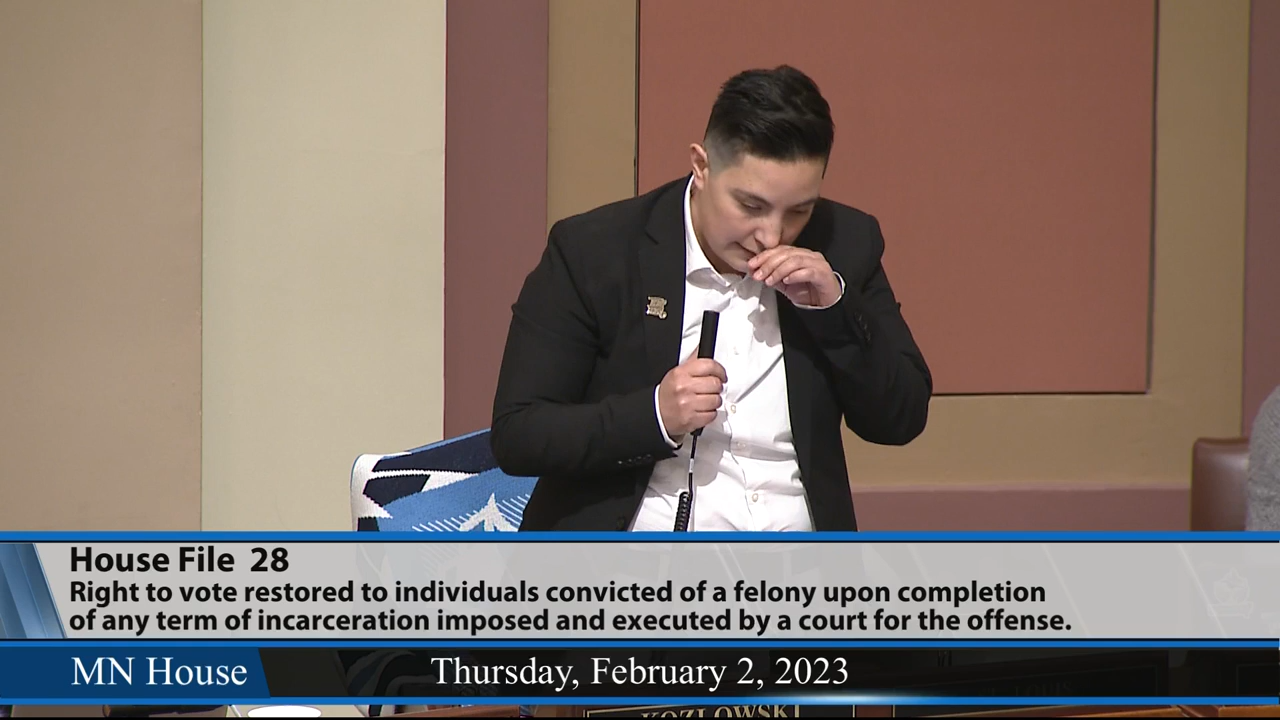 House File 28
Right to vote restored to individuals convicted of a felony upon completion
of any term of incarceration imposed and executed by a court for the offense.
MN House
Thursday, February 2, 2023
KOZLOWSKI